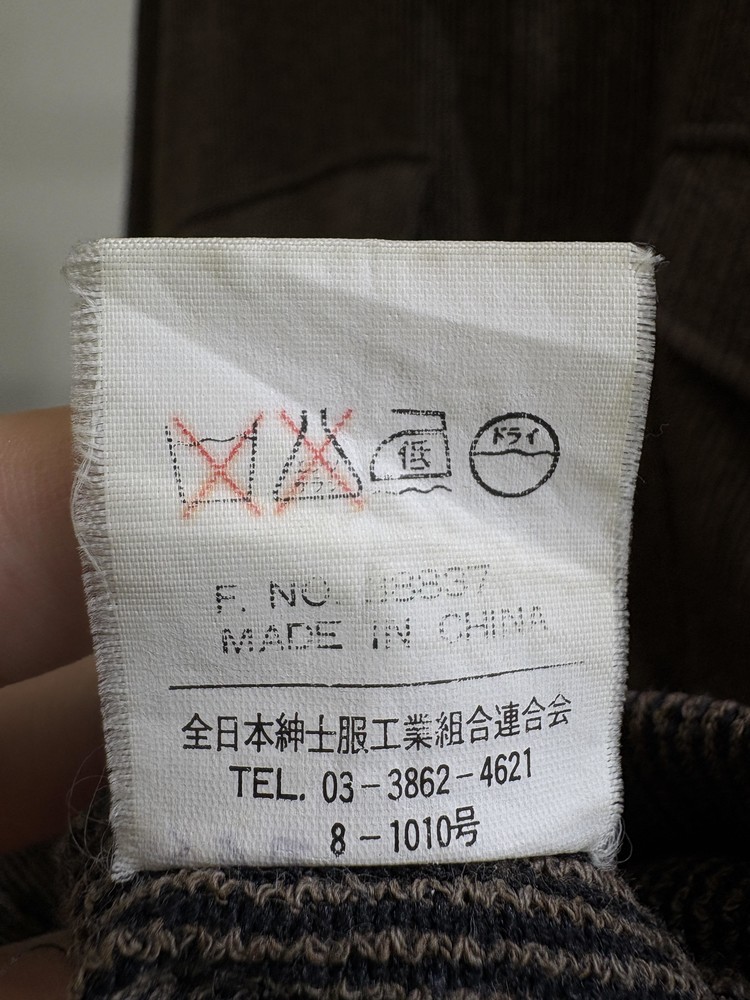 低 ドライ
F. NO.
MADE IN CHINA
全日本紳士服工業組合連合会
TEL. 03-3862-4621
8-1010号